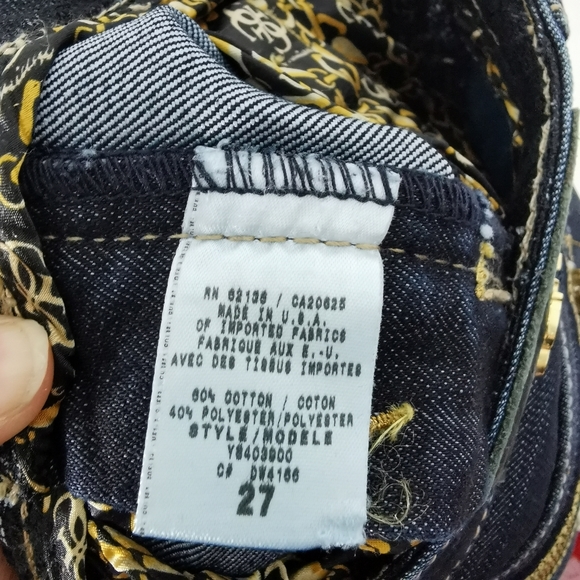 RN 62136 / CA20625
MADE IN U.S.A.
OF IMPORTED FABRICS
FABRIQUE AUX E.-U.
AVEC DES TISSUS IMPORTES
60% COTTON / COTON
40% POLYESTER/POLYESTER
STYLE/MODELE
Y8403900
C# DW4166
27